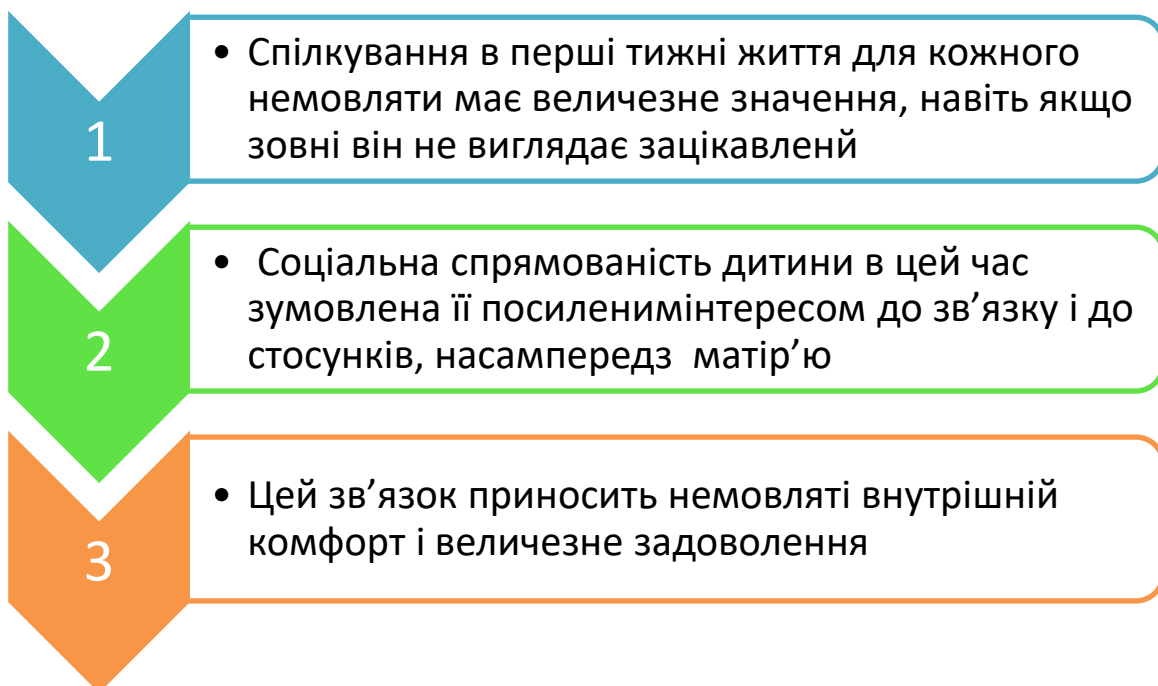 1
• Спілкування в перші тижні життя для кожного
немовляти має величезне значення, навіть якщо
зовні він не виглядає зацікавленй
2
• Соціальна спрямованість дитини в цей час
зумовлена її посиленимінтересом до зв’язку і до
стосунків, насампередз матір’ю
3
• Цей зв’язок приносить немовляті внутрішній
комфорт і величезне задоволення